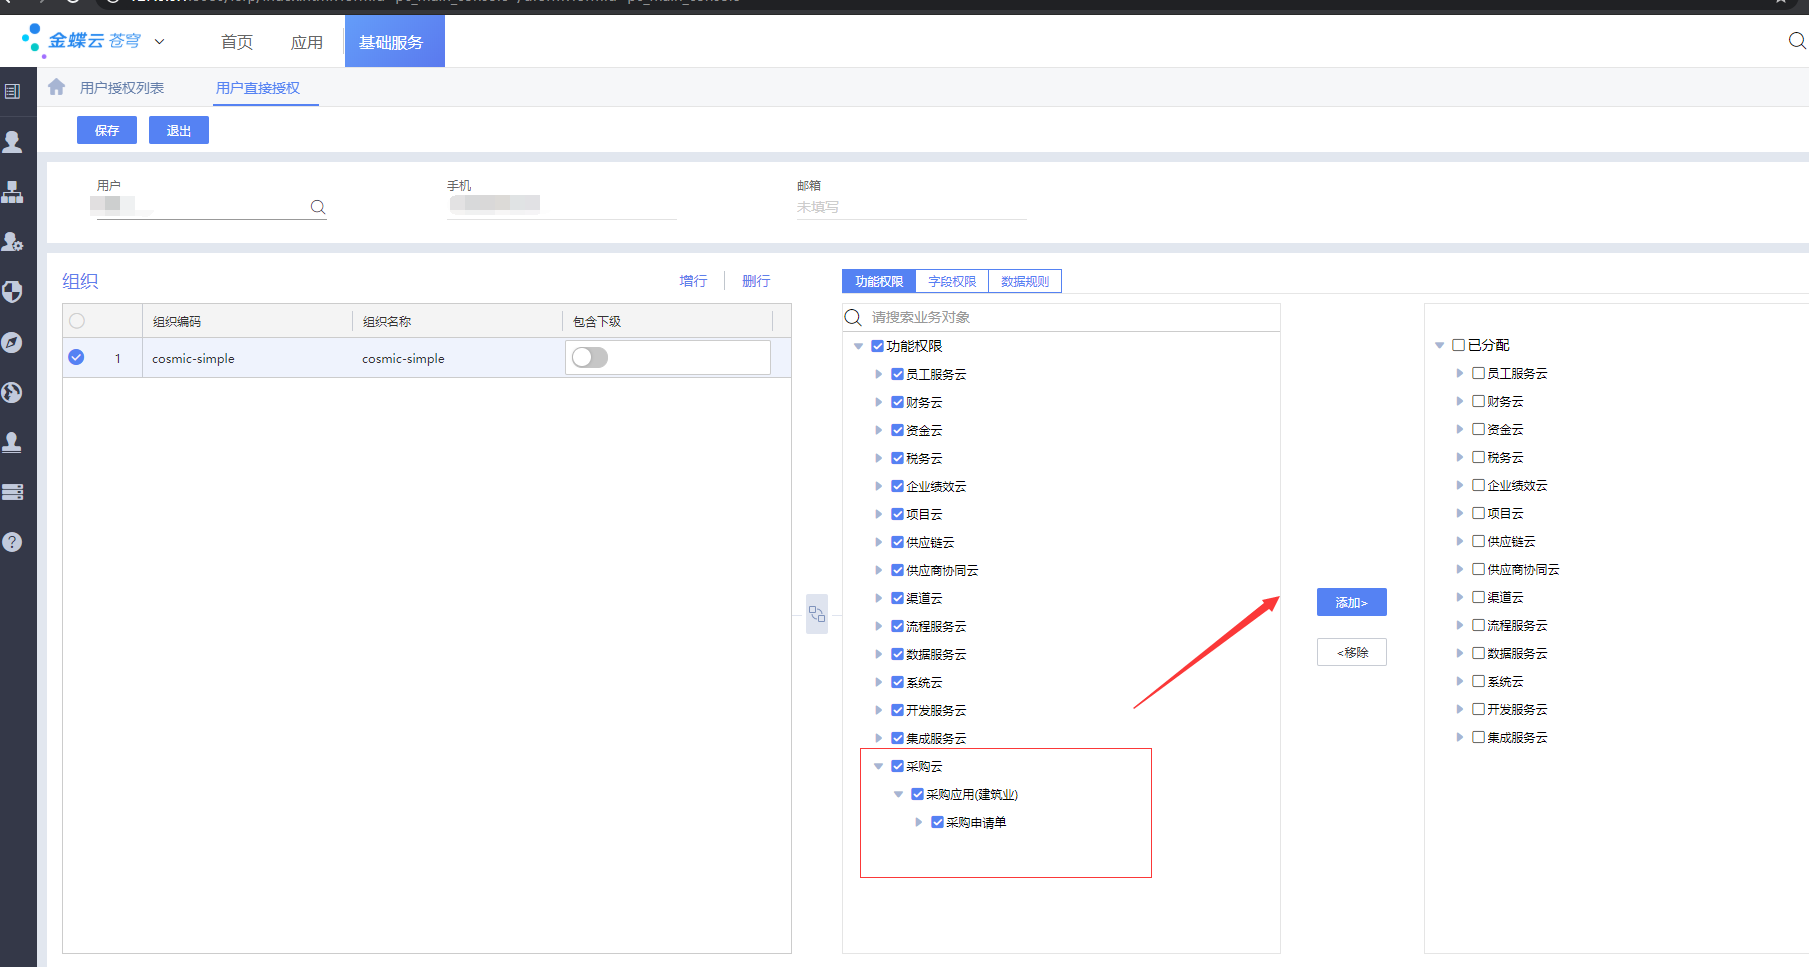 金蝶云 苍穹
首页
应用
基础服务
用户授权列表
用户直接授权
保存
退出
用户
手机
邮箱
未填写
组织
增行
删行
组织编码
组织名称
包含下级
1
cosmic-simple
cosmic-simple
功能权限
字段权限
数据规则
请搜索业务对象
功能权限
员工服务云
财务云
资金云
税务云
企业绩效云
项目云
供应链云
供应商协同云
渠道云
流程服务云
数据服务云
系统云
开发服务云
集成服务云
采购云
采购应用(建筑业)
采购申请单
添加>
<移除
已分配
员工服务云
财务云
资金云
税务云
企业绩效云
项目云
供应链云
供应商协同云
渠道云
流程服务云
数据服务云
系统云
开发服务云
集成服务云